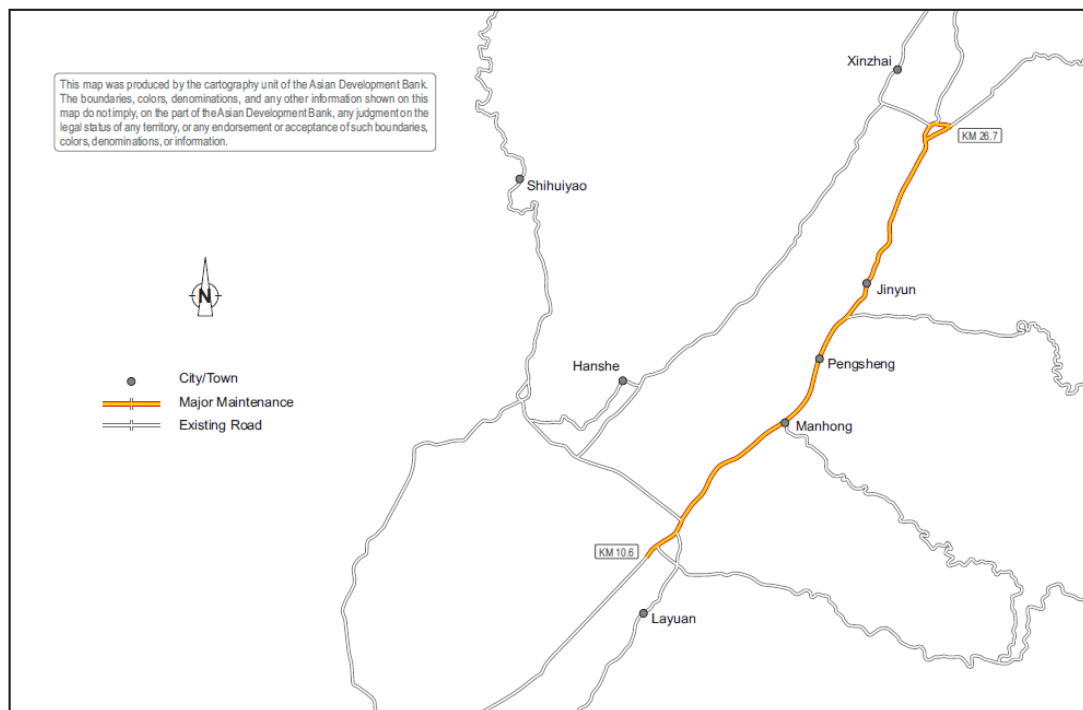 This map was produced by the cartography unit of the Asian Development Bank.
The boundaries, colors, denominations, and any other information shown on this
map do not imply, on the part of the Asian Development Bank, any judgment on the
legal status of any territory, or any endorsement or acceptance of such boundaries,
colors, denominations, or information.
Xinzhai
KM 26.7
Shihuiyao
N
Jinyun
Hanshe
Pengsheng
City/Town
Major Maintenance
Existing Road
Manhong
KM 10.6
Layuan